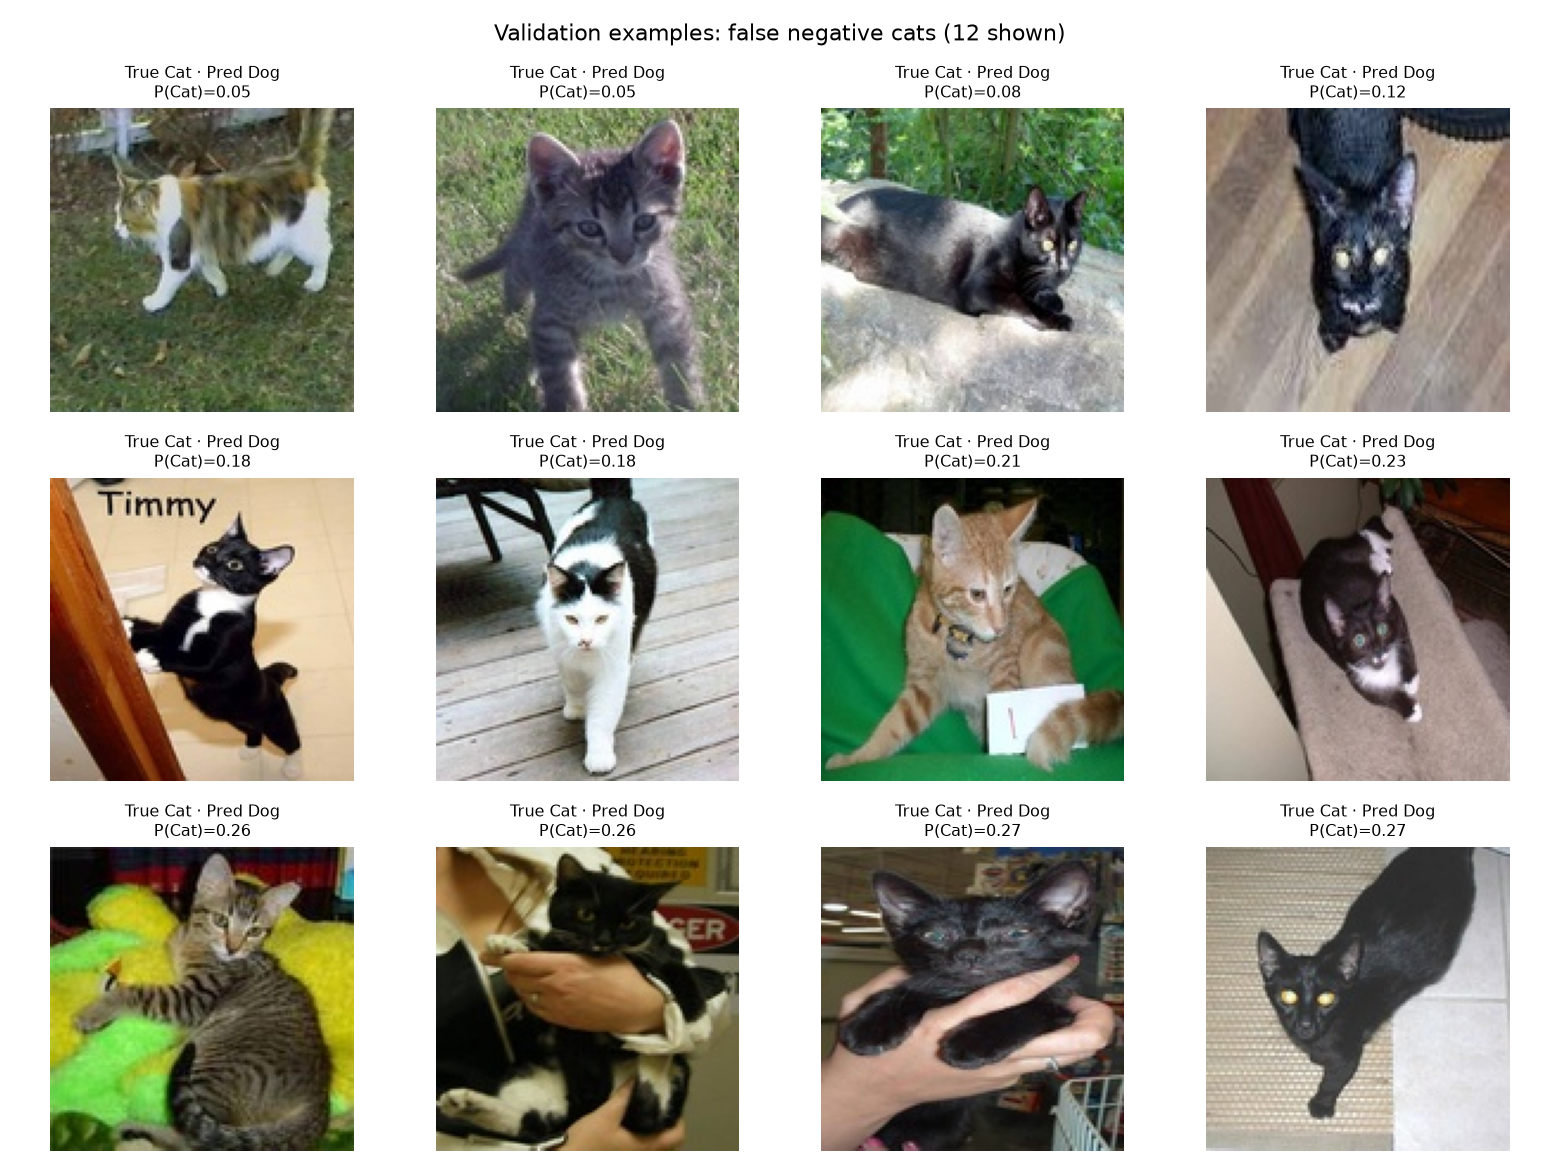 Validation examples: false negative cats (12 shown)
True Cat · Pred Dog
P(Cat)=0.05
True Cat · Pred Dog
P(Cat)=0.05
True Cat · Pred Dog
P(Cat)=0.08
True Cat · Pred Dog
P(Cat)=0.12
True Cat · Pred Dog
P(Cat)=0.18
Timmy
True Cat · Pred Dog
P(Cat)=0.18
True Cat · Pred Dog
P(Cat)=0.21
True Cat · Pred Dog
P(Cat)=0.23
True Cat · Pred Dog
P(Cat)=0.26
True Cat · Pred Dog
P(Cat)=0.26
GER
True Cat · Pred Dog
P(Cat)=0.27
True Cat · Pred Dog
P(Cat)=0.27